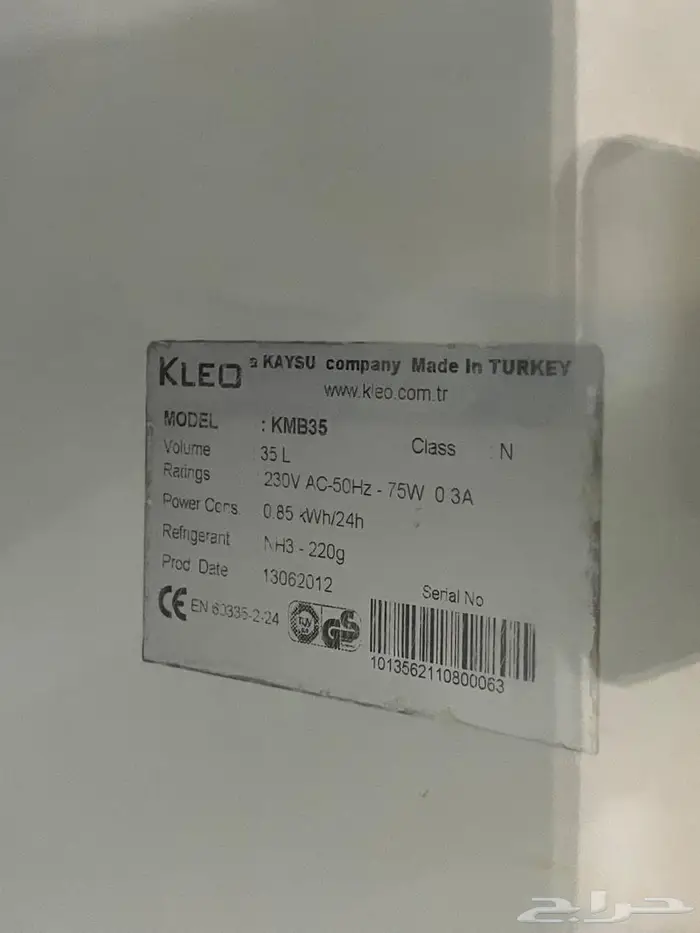 KLEO a KAYSU company Made in TURKEY
www.kleo.com.tr
MODEL : KMB35
Volume : 35 L Class : N
Ratings 230V AC-50Hz - 75W 0.3A
Power Cons. 0.85 kWh/24h
Refrigerant NH3 - 220g
Prod. Date 13062012
CE EN 60335-2-24 TÜV GS Serial No
1013562110800063
حراج